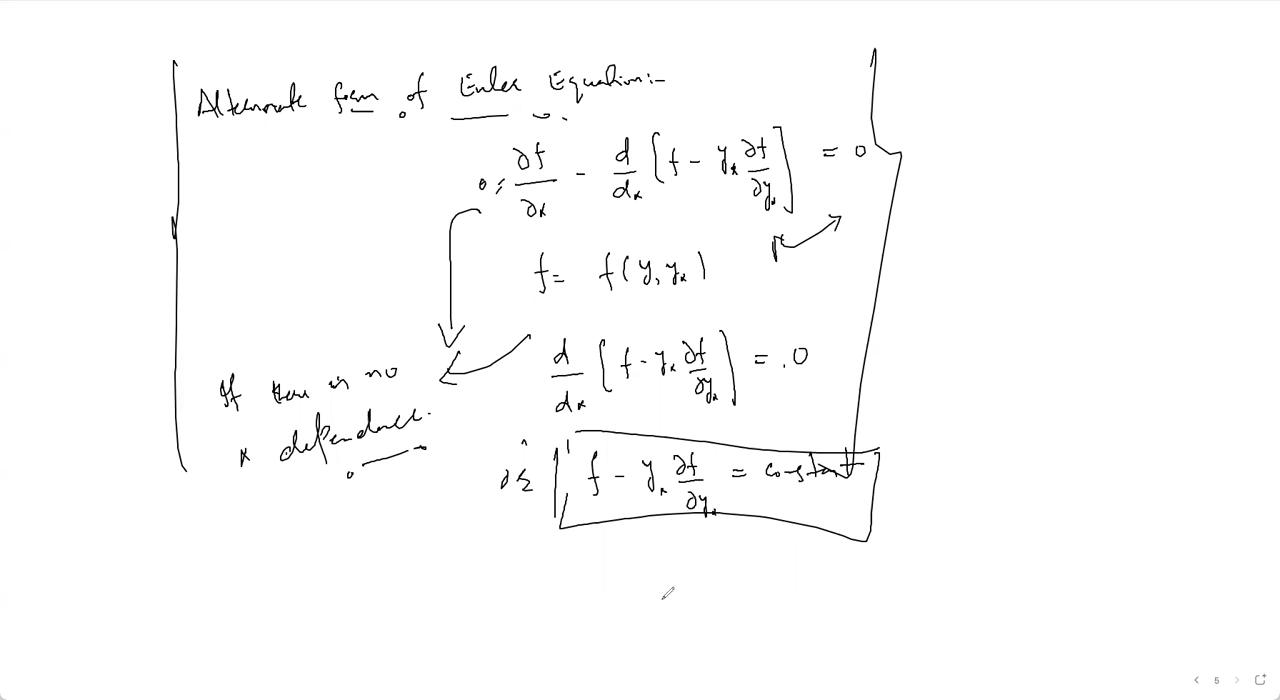 Alternate form of Euler Equation:-
∂f/∂x - d/dx [f - yₓ ∂f/∂yₓ] = 0
f = f(y, yₓ)
d/dx [f - yₓ ∂f/∂yₓ] = 0
If there is no
x dependence.
f - yₓ ∂f/∂yₓ = constant
5